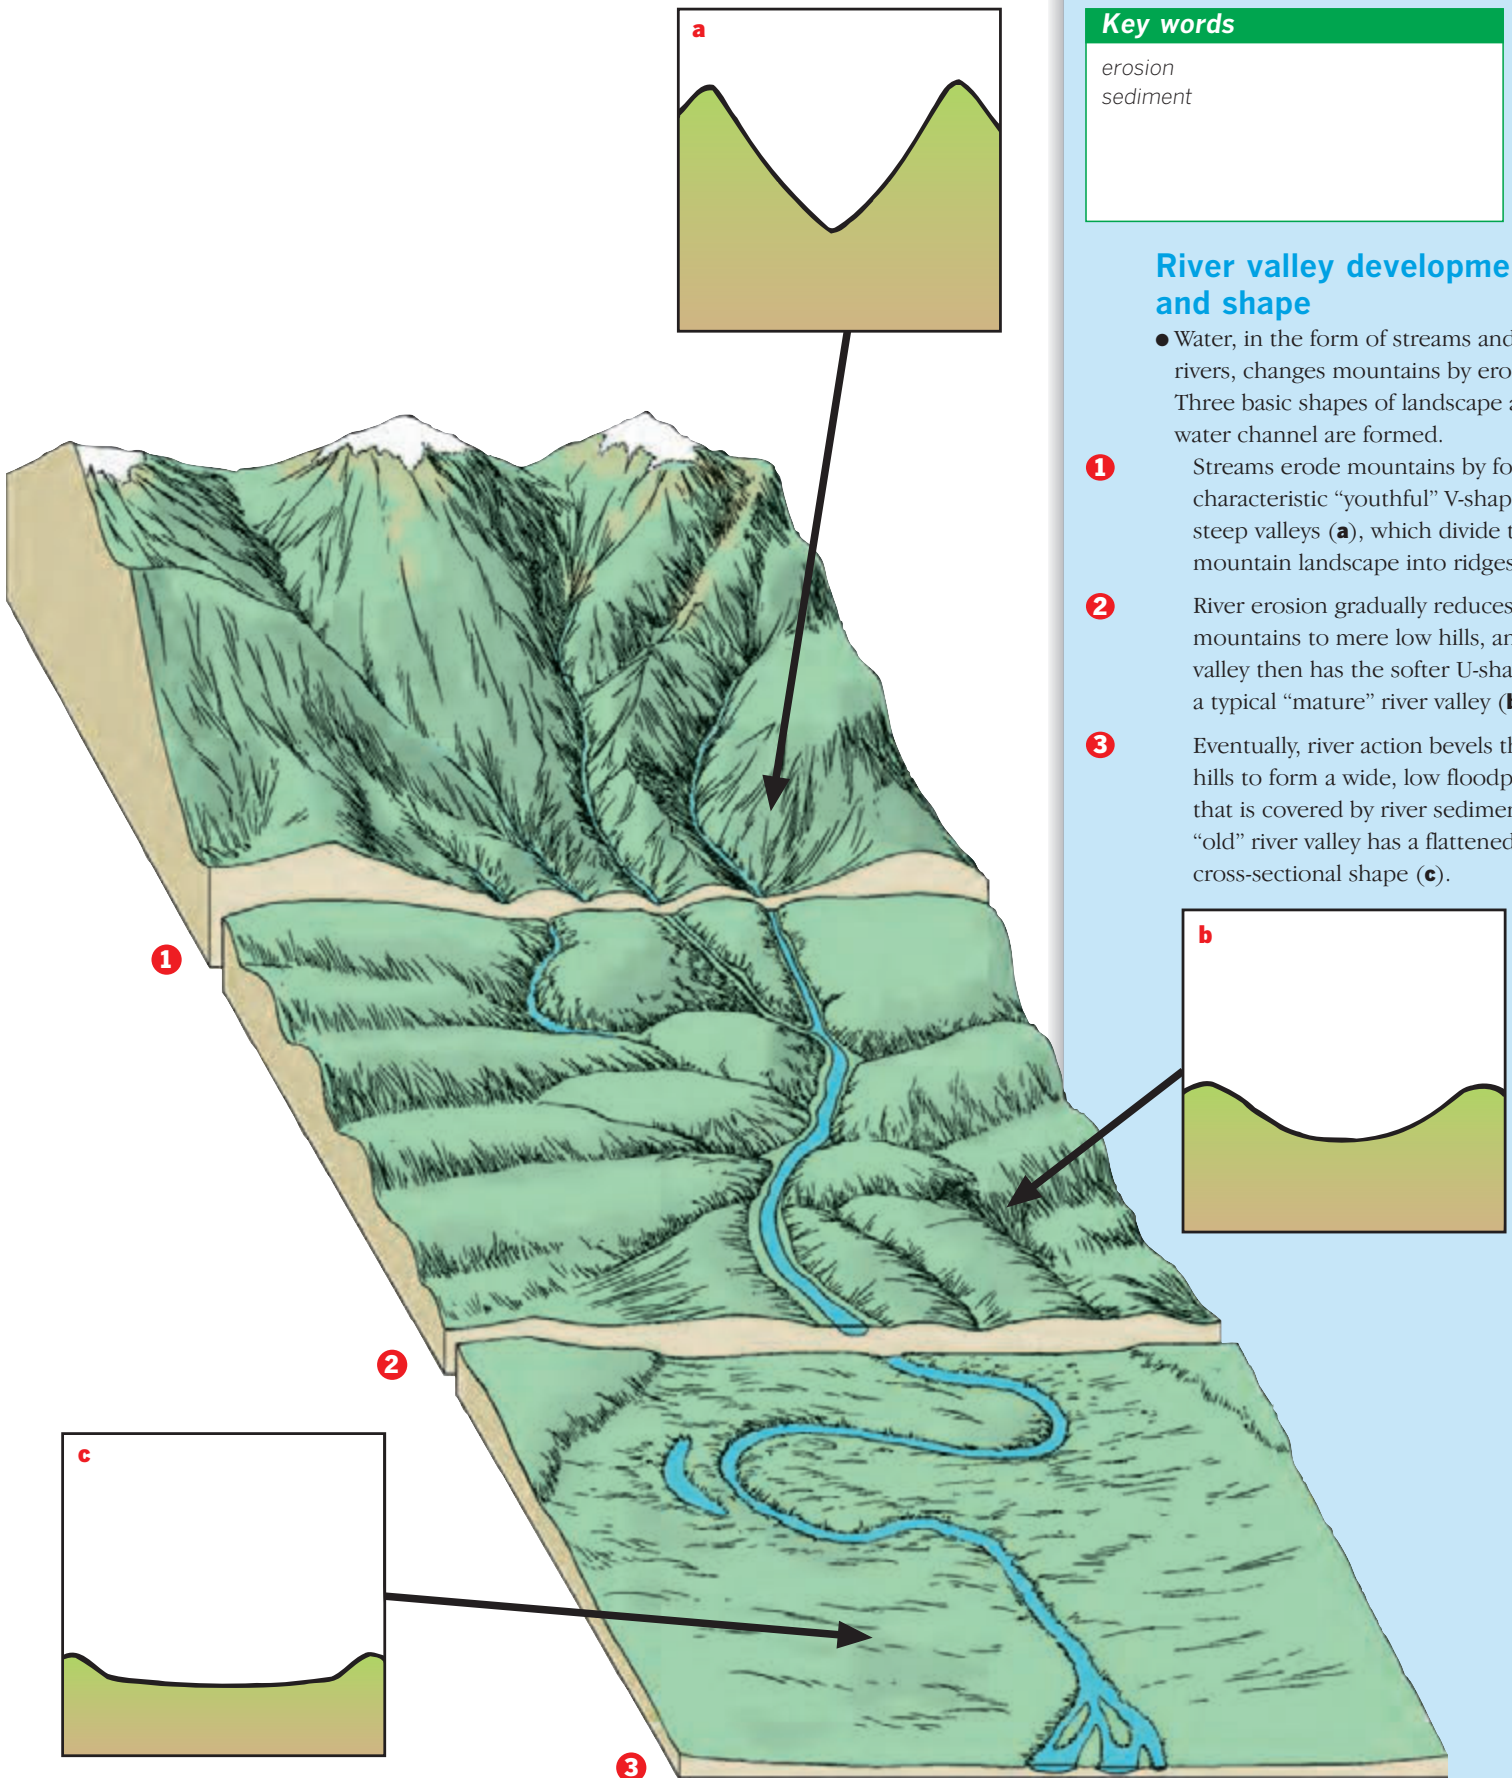 a
Key words
erosion
sediment
River valley developme
and shape
● Water, in the form of streams and
rivers, changes mountains by ero
Three basic shapes of landscape a
water channel are formed.
1 Streams erode mountains by fo
characteristic “youthful” V-shap
steep valleys (a), which divide t
mountain landscape into ridges
2 River erosion gradually reduces
mountains to mere low hills, an
valley then has the softer U-sha
a typical “mature” river valley (b
3 Eventually, river action bevels th
hills to form a wide, low floodp
that is covered by river sedimen
“old” river valley has a flattened
cross-sectional shape (c).
b
1
2
c
3